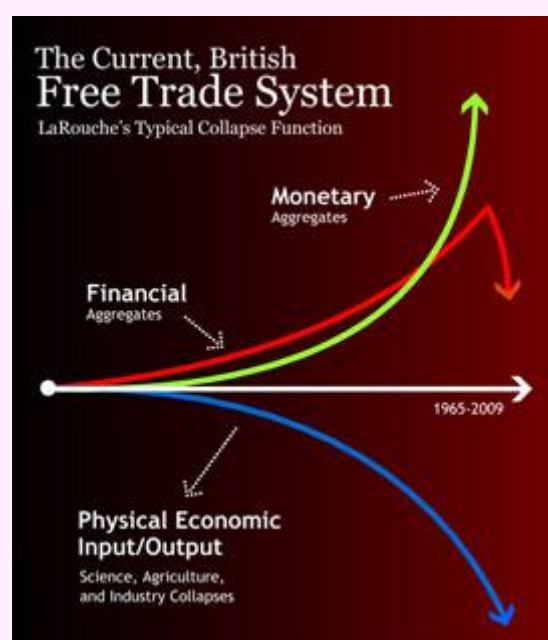 The Current, British
Free Trade System
LaRouche's Typical Collapse Function
Monetary
Aggregates
Financial
Aggregates
1965-2009
Physical Economic
Input/Output
Science, Agriculture,
and Industry Collapses